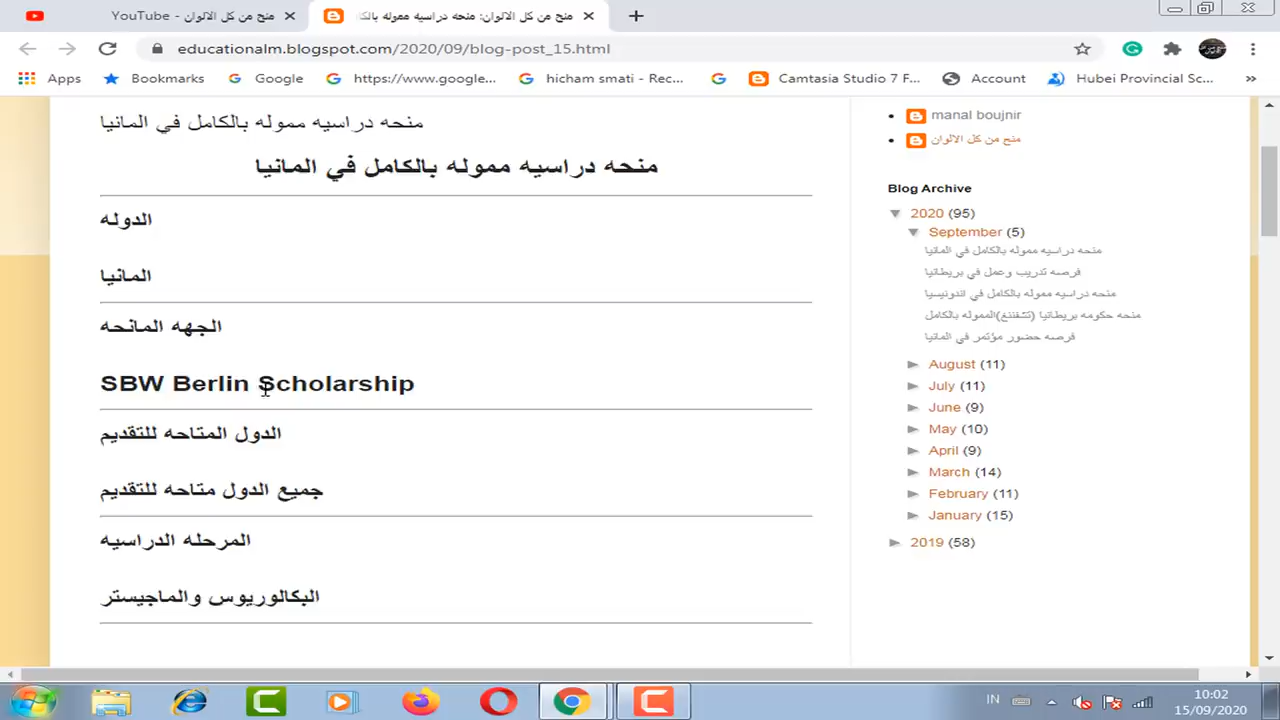 منح من كل الالوان - YouTube
منحه دراسيه مموله بالكا :منح من كل الالوان
educationalm.blogspot.com/2020/09/blog-post_15.html
Apps
Bookmarks
Google
https://www.google...
hicham smati - Rec...
Camtasia Studio 7 F...
Account
Hubei Provincial Sc...
»
منحه دراسيه مموله بالكامل في المانيا
منحه دراسيه مموله بالكامل في المانيا
الدوله
المانيا
الجهه المانحه
SBW Berlin Scholarship
الدول المتاحه للتقديم
جميع الدول متاحه للتقديم
المرحله الدراسيه
البكالوريوس والماجيستر
manal boujnir
منح من كل الالوان
Blog Archive
▼ 2020 (95)
▼ September (5)
منحه دراسيه مموله بالكامل في المانيا
فرصه تدريب وعمل في بريطانيا
منحه دراسيه مموله بالكامل في اندونيسيا
منحه حكومه بريطانيا (تشفننغ)المموله بالكامل
فرصه حضور مؤتمر في المانيا
► August (11)
► July (11)
► June (9)
► May (10)
► April (9)
► March (14)
► February (11)
► January (15)
► 2019 (58)
IN
10:02
15/09/2020